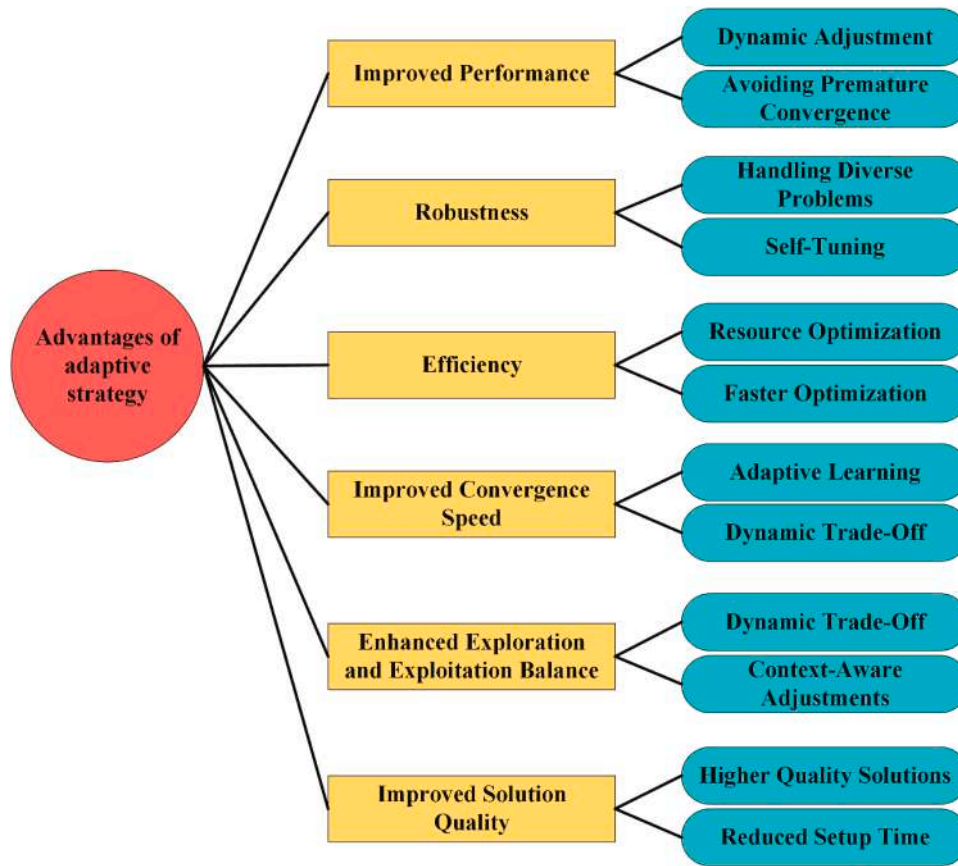 Advantages of
adaptive
strategy
Improved Performance
Dynamic Adjustment
Avoiding Premature
Convergence
Robustness
Handling Diverse
Problems
Self-Tuning
Efficiency
Resource Optimization
Faster Optimization
Improved Convergence
Speed
Adaptive Learning
Dynamic Trade-Off
Enhanced Exploration
and Exploitation Balance
Dynamic Trade-Off
Context-Aware
Adjustments
Improved Solution
Quality
Higher Quality Solutions
Reduced Setup Time